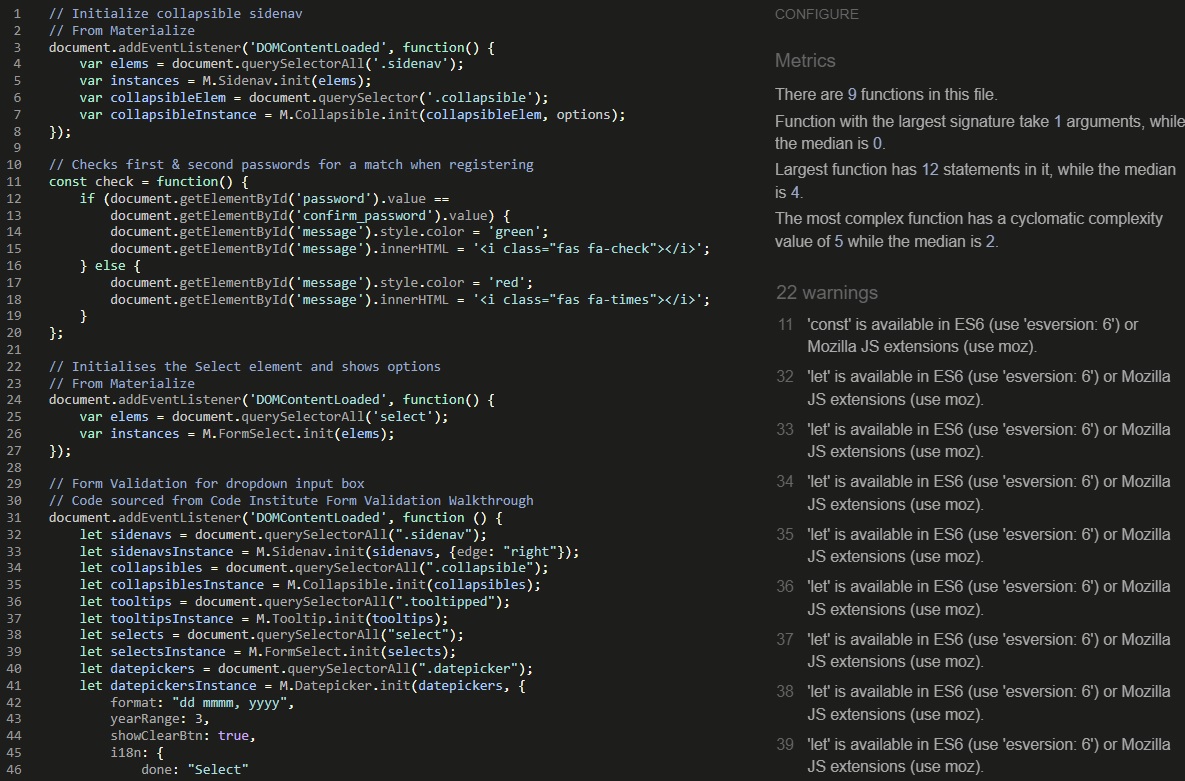 1 // Initialize collapsible sidenav
2 // From Materialize
3 document.addEventListener('DOMContentLoaded', function() {
4 var elems = document.querySelectorAll('.sidenav');
5 var instances = M.Sidenav.init(elems);
6 var collapsibleElem = document.querySelector('.collapsible');
7 var collapsibleInstance = M.Collapsible.init(collapsibleElem, options);
8 });
9
10 // Checks first & second passwords for a match when registering
11 const check = function() {
12 if (document.getElementById('password').value ==
13 document.getElementById('confirm_password').value) {
14 document.getElementById('message').style.color = 'green';
15 document.getElementById('message').innerHTML = '<i class="fas fa-check"></i>';
16 } else {
17 document.getElementById('message').style.color = 'red';
18 document.getElementById('message').innerHTML = '<i class="fas fa-times"></i>';
19 }
20 };
21
22 // Initialises the Select element and shows options
23 // From Materialize
24 document.addEventListener('DOMContentLoaded', function() {
25 var elems = document.querySelectorAll('select');
26 var instances = M.FormSelect.init(elems);
27 });
28
29 // Form Validation for dropdown input box
30 // Code sourced from Code Institute Form Validation Walkthrough
31 document.addEventListener('DOMContentLoaded', function () {
32 let sidenavs = document.querySelectorAll(".sidenav");
33 let sidenavsInstance = M.Sidenav.init(sidenavs, {edge: "right"});
34 let collapsibles = document.querySelectorAll(".collapsible");
35 let collapsiblesInstance = M.Collapsible.init(collapsibles);
36 let tooltips = document.querySelectorAll(".tooltipped");
37 let tooltipsInstance = M.Tooltip.init(tooltips);
38 let selects = document.querySelectorAll("select");
39 let selectsInstance = M.FormSelect.init(selects);
40 let datepickers = document.querySelectorAll(".datepicker");
41 let datepickersInstance = M.Datepicker.init(datepickers, {
42 format: "dd mmmm, yyyy",
43 yearRange: 3,
44 showClearBtn: true,
45 i18n: {
46 done: "Select"
CONFIGURE
Metrics
There are 9 functions in this file.
Function with the largest signature take 1 arguments, while
the median is 0.
Largest function has 12 statements in it, while the median
is 4.
The most complex function has a cyclomatic complexity
value of 5 while the median is 2.
22 warnings
11 'const' is available in ES6 (use 'esversion: 6') or
Mozilla JS extensions (use moz).
32 'let' is available in ES6 (use 'esversion: 6') or Mozilla
JS extensions (use moz).
33 'let' is available in ES6 (use 'esversion: 6') or Mozilla
JS extensions (use moz).
34 'let' is available in ES6 (use 'esversion: 6') or Mozilla
JS extensions (use moz).
35 'let' is available in ES6 (use 'esversion: 6') or Mozilla
JS extensions (use moz).
36 'let' is available in ES6 (use 'esversion: 6') or Mozilla
JS extensions (use moz).
37 'let' is available in ES6 (use 'esversion: 6') or Mozilla
JS extensions (use moz).
38 'let' is available in ES6 (use 'esversion: 6') or Mozilla
JS extensions (use moz).
39 'let' is available in ES6 (use 'esversion: 6') or Mozilla
JS extensions (use moz).